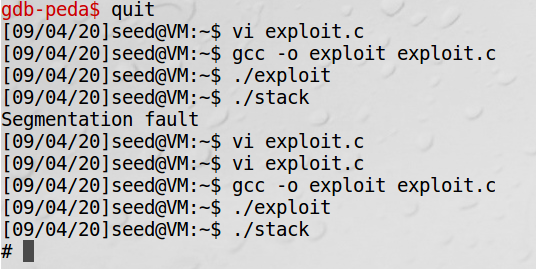 gdb-peda$ quit
[09/04/20]seed@VM:~$ vi exploit.c
[09/04/20]seed@VM:~$ gcc -o exploit exploit.c
[09/04/20]seed@VM:~$ ./exploit
[09/04/20]seed@VM:~$ ./stack
Segmentation fault
[09/04/20]seed@VM:~$ vi exploit.c
[09/04/20]seed@VM:~$ vi exploit.c
[09/04/20]seed@VM:~$ gcc -o exploit exploit.c
[09/04/20]seed@VM:~$ ./exploit
[09/04/20]seed@VM:~$ ./stack
#